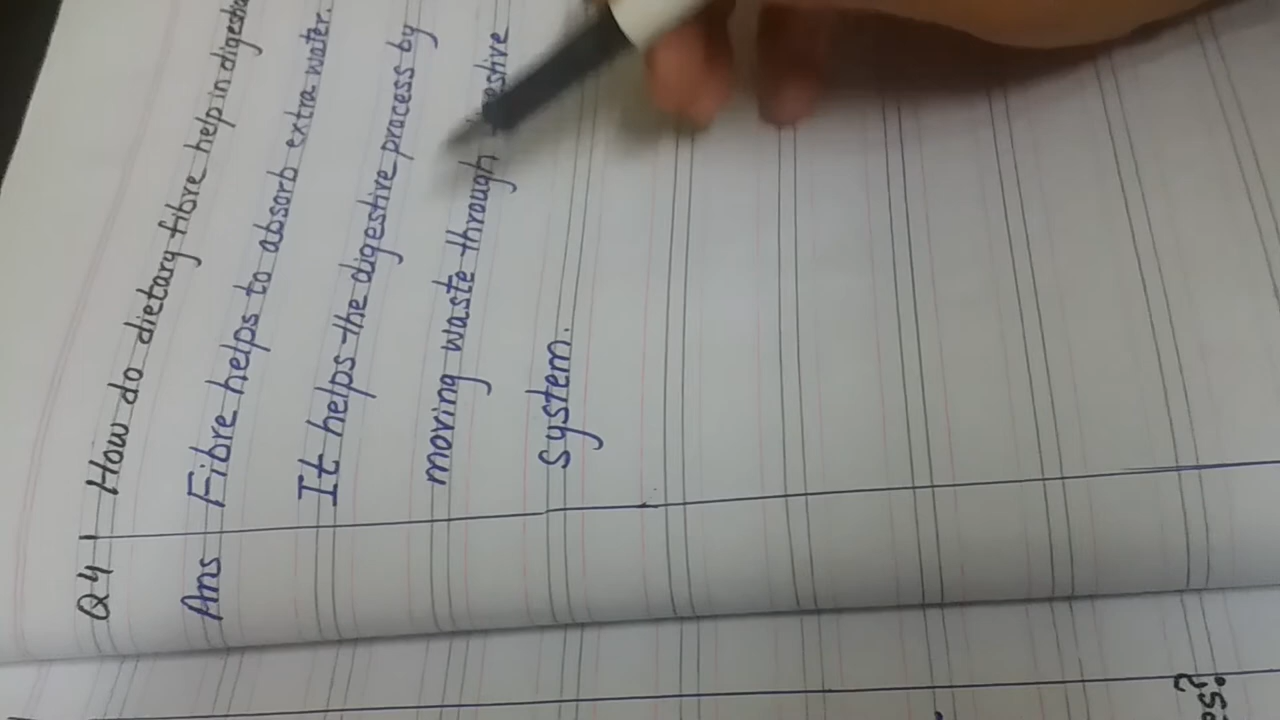 Q4 How do dietary fibre help in
Ans Fibre helps to absorb extra water.
It helps the digestive process by
moving waste through
system.